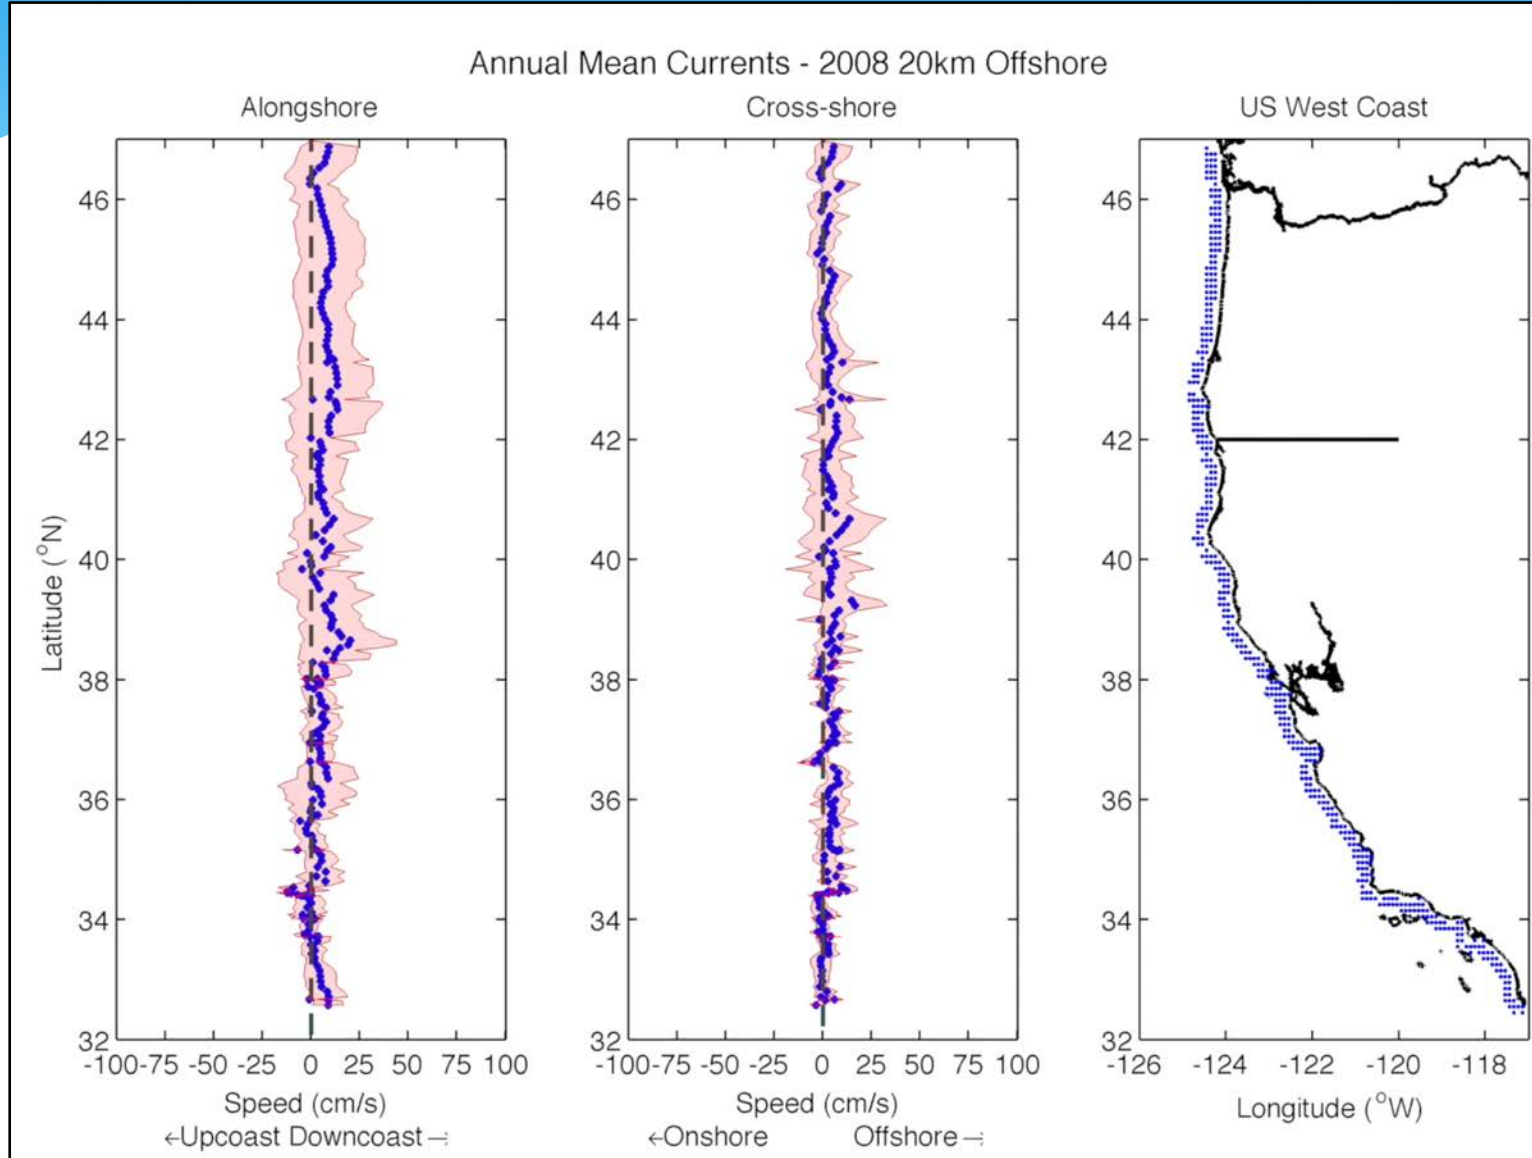 Annual Mean Currents - 2008 20km Offshore
Alongshore
Cross-shore
US West Coast
Latitude (°N)
46
44
42
40
38
36
34
32
-100 -75 -50 -25 0 25 50 75 100
Speed (cm/s)
←Upcoast Downcoast→
46
44
42
40
38
36
34
32
-100 -75 -50 -25 0 25 50 75 100
Speed (cm/s)
←Onshore Offshore→
46
44
42
40
38
36
34
32
-126 -124 -122 -120 -118
Longitude (°W)